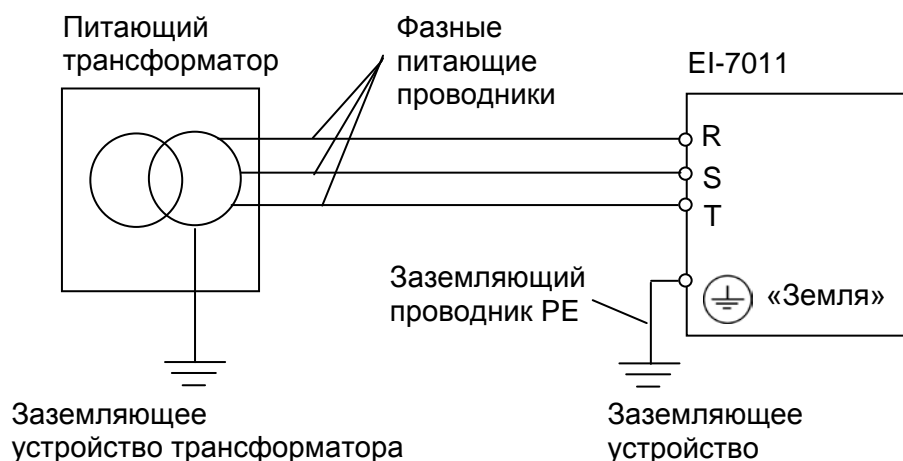 Питающий
трансформатор
Фазные
питающие
проводники
EI-7011
R
S
T
Заземляющий
проводник PE
«Земля»
Заземляющее
устройство трансформатора
Заземляющее
устройство